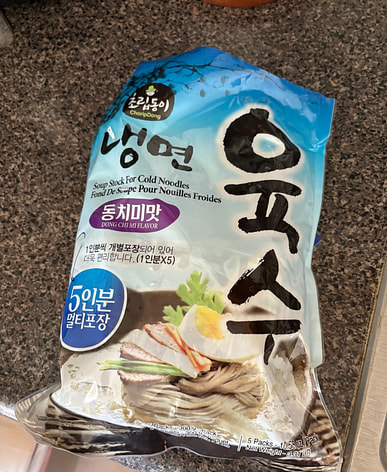 초립동이
ChoripDong
냉면
육수
Soup Stock For Cold Noodles
Fond De Soupe Pour Nouilles Froides
동치미맛
DONG CHI MI FLAVOR
1인분씩 개별포장되어 있어
더욱 편리합니다. (1인분X5)
5인분
멀티포장
5 Packs
Net Weight